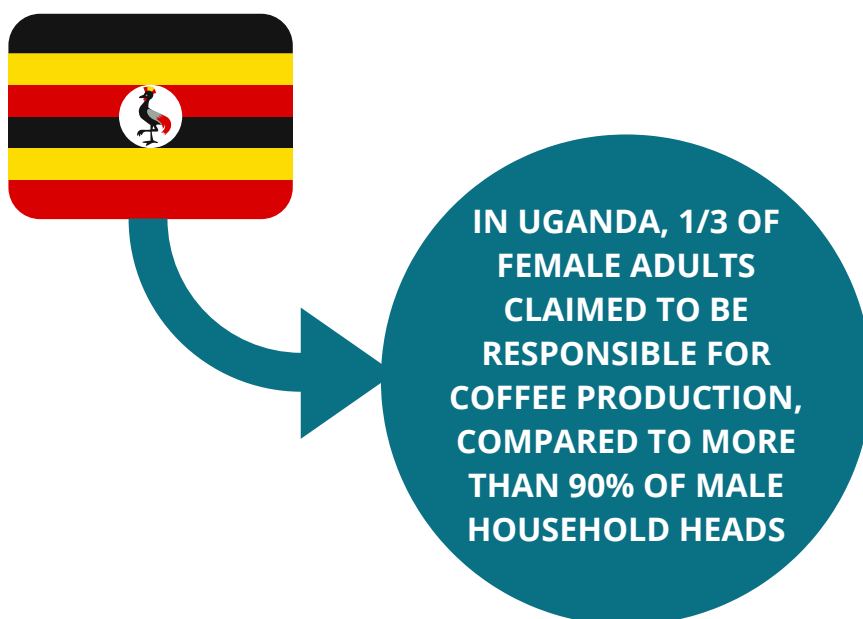 IN UGANDA, 1/3 OF
FEMALE ADULTS
CLAIMED TO BE
RESPONSIBLE FOR
COFFEE PRODUCTION,
COMPARED TO MORE
THAN 90% OF MALE
HOUSEHOLD HEADS